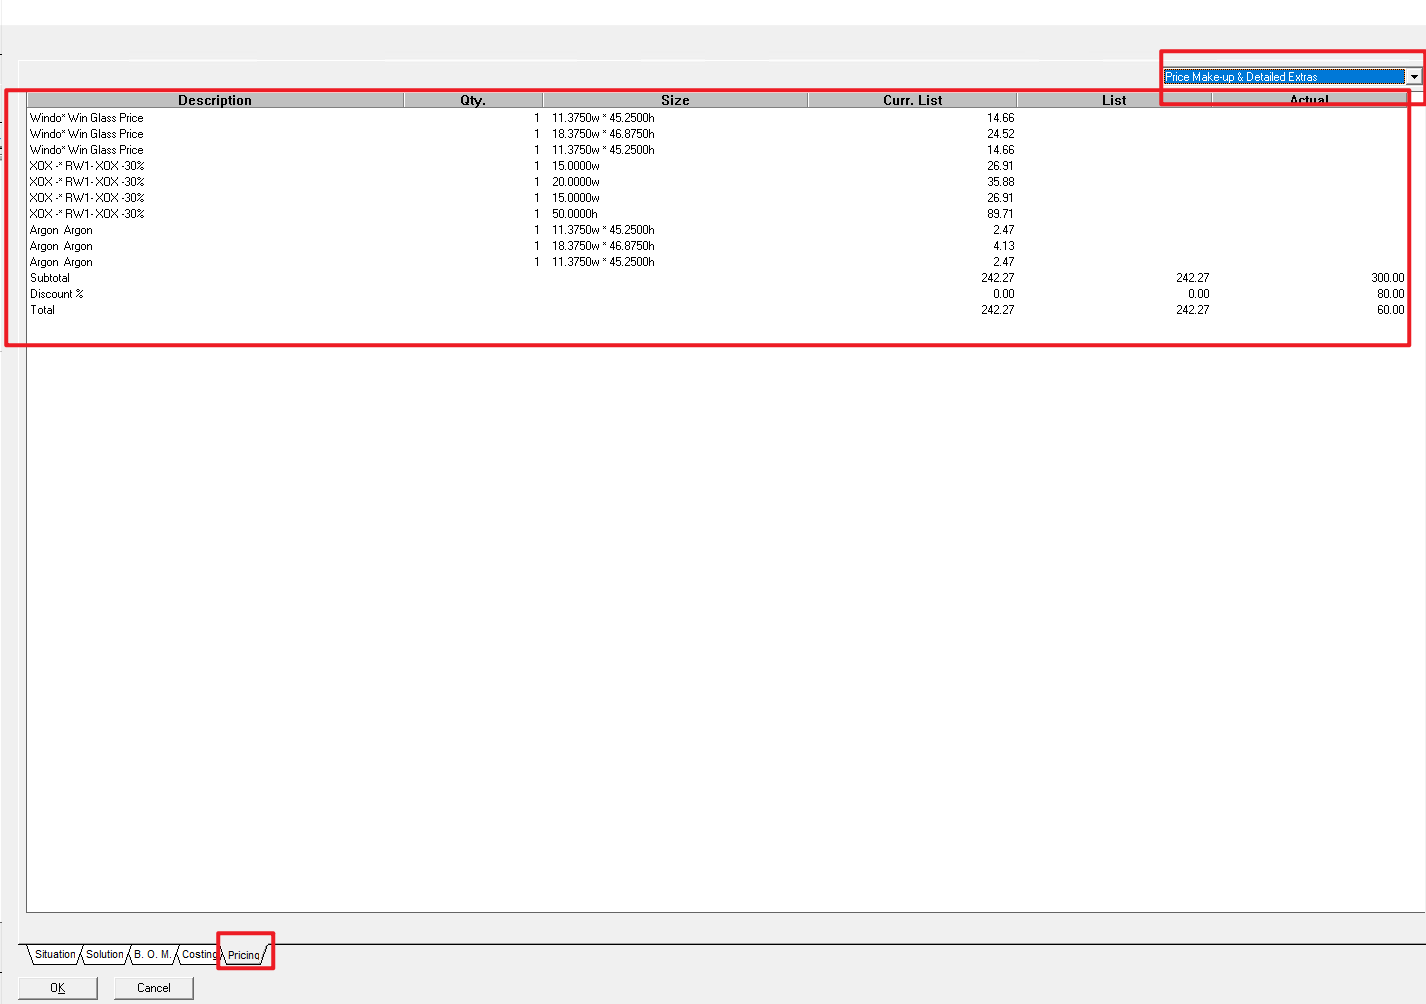 Price Make-up & Detailed Extras
Description Qty. Size Curr. List List Actual
Windo* Win Glass Price 1 11.3750w * 45.2500h 14.66
Windo* Win Glass Price 1 18.3750w * 46.8750h 24.52
Windo* Win Glass Price 1 11.3750w * 45.2500h 14.66
XOX -* RW1- XOX -30% 1 15.0000w 26.91
XOX -* RW1- XOX -30% 1 20.0000w 35.88
XOX -* RW1- XOX -30% 1 15.0000w 26.91
XOX -* RW1- XOX -30% 1 50.0000h 89.71
Argon Argon 1 11.3750w * 45.2500h 2.47
Argon Argon 1 18.3750w * 46.8750h 4.13
Argon Argon 1 11.3750w * 45.2500h 2.47
Subtotal 242.27 242.27 300.00
Discount % 0.00 0.00 80.00
Total 242.27 242.27 60.00
Situation Solution B. O. M. Costing Pricing
OK Cancel